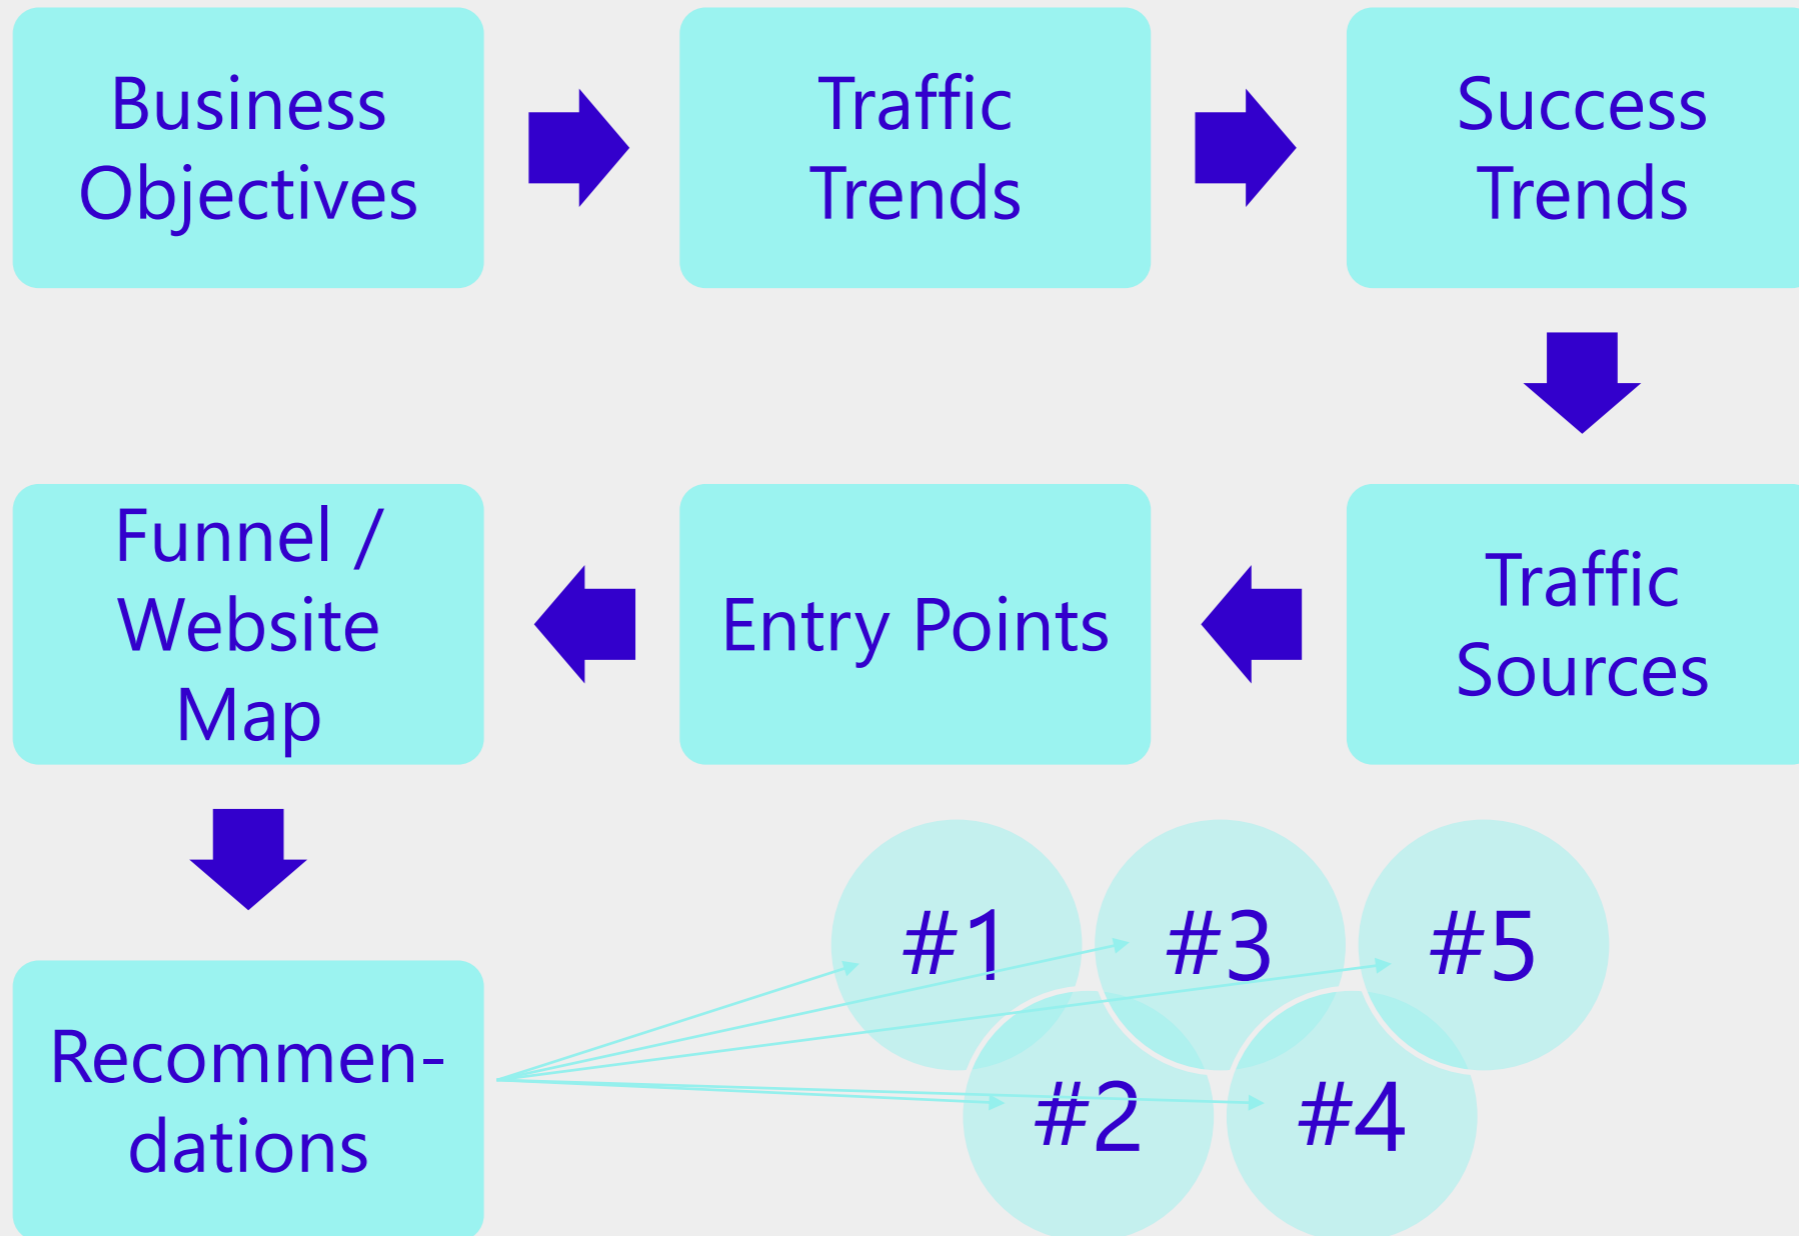 Business
Objectives
Traffic
Trends
Success
Trends
Traffic
Sources
Entry Points
Funnel /
Website
Map
Recommen-
dations
#1
#2
#3
#4
#5